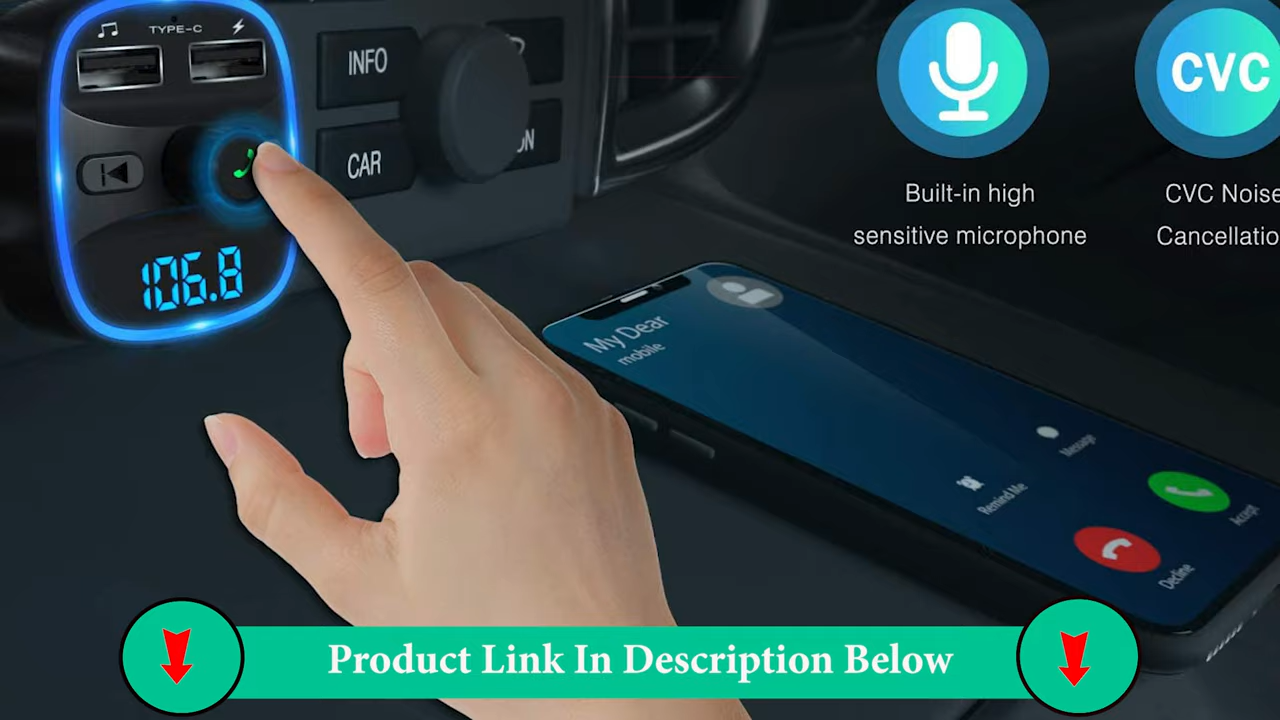 TYPE-C
INFO
CAR
106.8
CVC
Built-in high
sensitive microphone
CVC Noise
Cancellatio
My Dear
mobile
Message
Remind Me
Accept
Decline
Product Link In Description Below